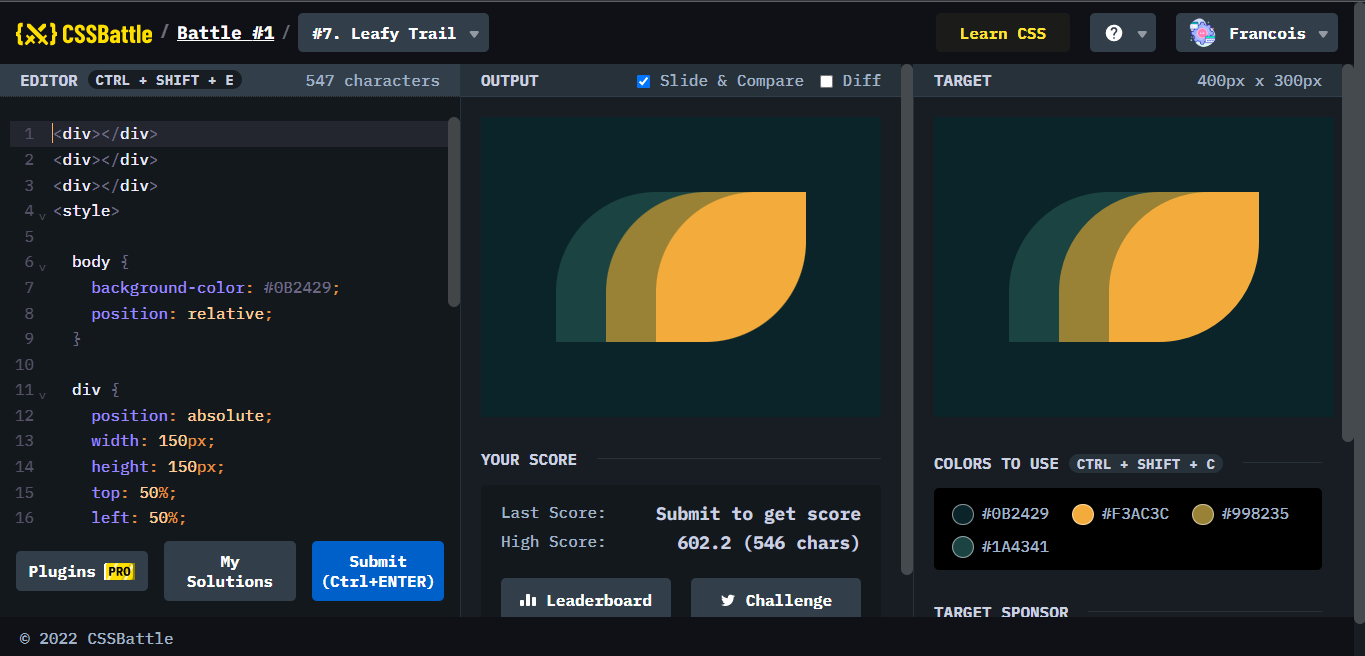 {X} CSSBattle / Battle #1 / #7. Leafy Trail Learn CSS ? Francois
EDITOR CTRL + SHIFT + E 547 characters
1 <div></div>
2 <div></div>
3 <div></div>
4 <style>
5
6 body {
7 background-color: #0B2429;
8 position: relative;
9 }
10
11 div {
12 position: absolute;
13 width: 150px;
14 height: 150px;
15 top: 50%;
16 left: 50%;
Plugins PRO
My
Solutions
Submit
(Ctrl+ENTER)
OUTPUT Slide & Compare Diff
YOUR SCORE
Last Score: Submit to get score
High Score: 602.2 (546 chars)
Leaderboard Challenge
TARGET 400px x 300px
COLORS TO USE CTRL + SHIFT + C
#0B2429 #F3AC3C #998235
#1A4341
TARGET SPONSOR
© 2022 CSSBattle